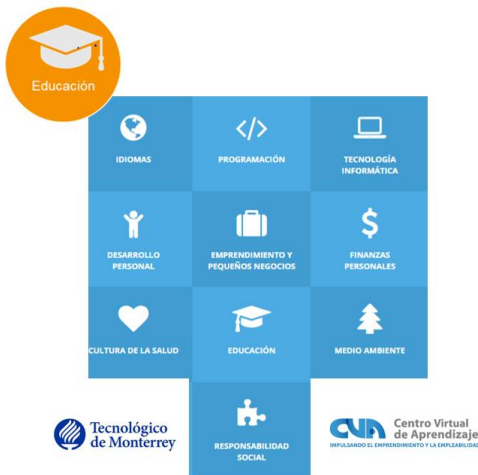 Educación
IDIOMAS
PROGRAMACIÓN
TECNOLOGÍA
INFORMÁTICA
DESARROLLO
PERSONAL
EMPRENDIMIENTO Y
PEQUEÑOS NEGOCIOS
FINANZAS
PERSONALES
CULTURA DE LA SALUD
EDUCACIÓN
MEDIO AMBIENTE
RESPONSABILIDAD
SOCIAL
Tecnológico
de Monterrey
CVA
Centro Virtual
de Aprendizaje
IMPULSANDO EL EMPRENDIMIENTO Y LA EMPLEABILIDAD